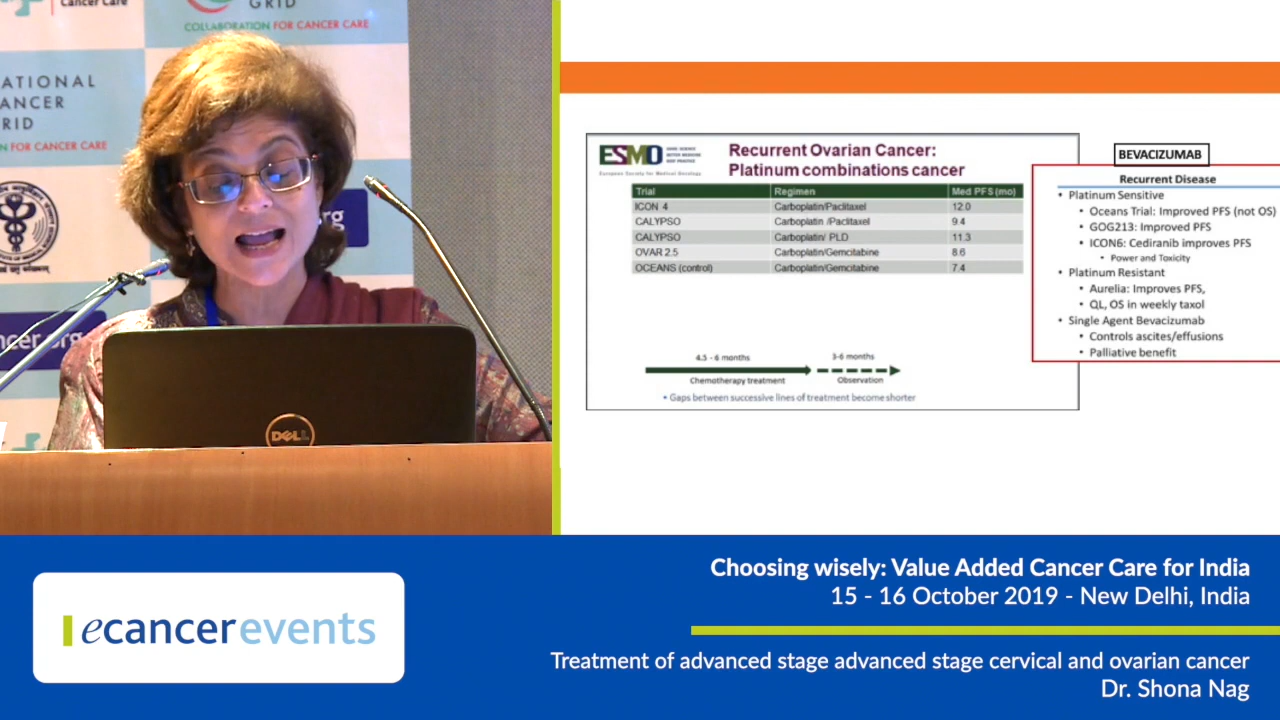 Cancer Care
GRID
COLLABORATION FOR CANCER CARE
ATIONAL
ANCER
GRID
N FOR CANCER CARE
rg
ncer.org
DELL
ESMO
European Society for Medical Oncology
Recurrent Ovarian Cancer:
Platinum combinations cancer
Trial Regimen Med PFS (mo)
ICON 4 Carboplatin/Paclitaxel 12.0
CALYPSO Carboplatin /Paclitaxel 9.4
CALYPSO Carboplatin/ PLD 11.3
OVAR 2.5 Carboplatin/Gemcitabine 8.6
OCEANS (control) Carboplatin/Gemcitabine 7.4
4.5 - 6 months 3-6 months
Chemotherapy treatment Observation
• Gaps between successive lines of treatment become shorter
BEVACIZUMAB
Recurrent Disease
• Platinum Sensitive
• Oceans Trial: Improved PFS (not OS)
• GOG213: Improved PFS
• ICON6: Cediranib improves PFS
• Power and Toxicity
• Platinum Resistant
• Aurelia: Improves PFS,
• QL, OS in weekly taxol
• Single Agent Bevacizumab
• Controls ascites/effusions
• Palliative benefit
ecancerevents
Choosing wisely: Value Added Cancer Care for India
15 - 16 October 2019 - New Delhi, India
Treatment of advanced stage advanced stage cervical and ovarian cancer
Dr. Shona Nag